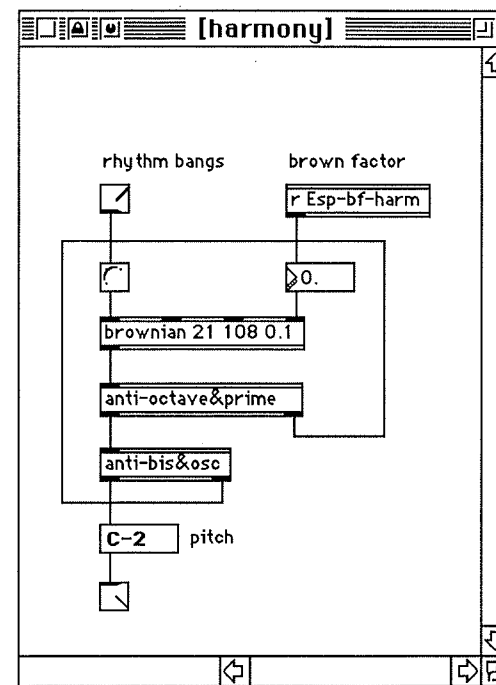 [harmony]
rhythm bangs
brown factor
r Esp-bf-harm
0.
brownian 21 108 0.1
anti-octave&prime
anti-bis&osc
C-2 pitch